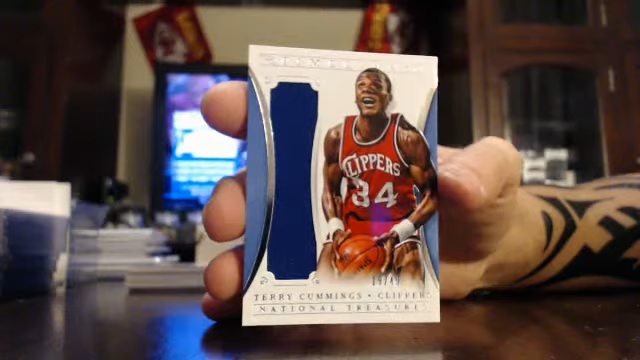 CLIPPERS
34
TERRY CUMMINGS • CLIPPERS
NATIONAL TREASURES